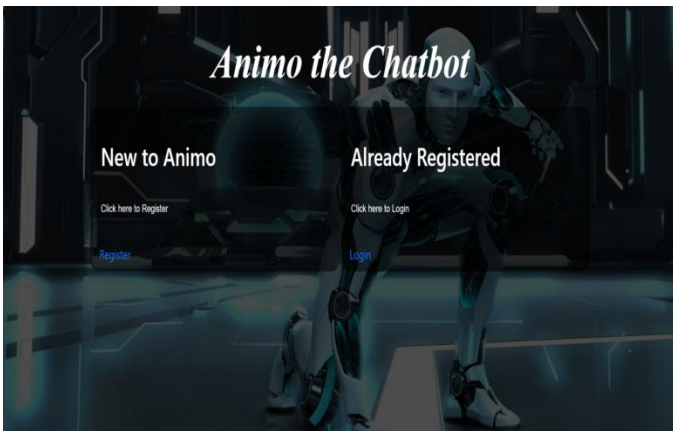 Animo the Chatbot
New to Animo
Click here to Register
Register
Already Registered
Click here to Login
Login